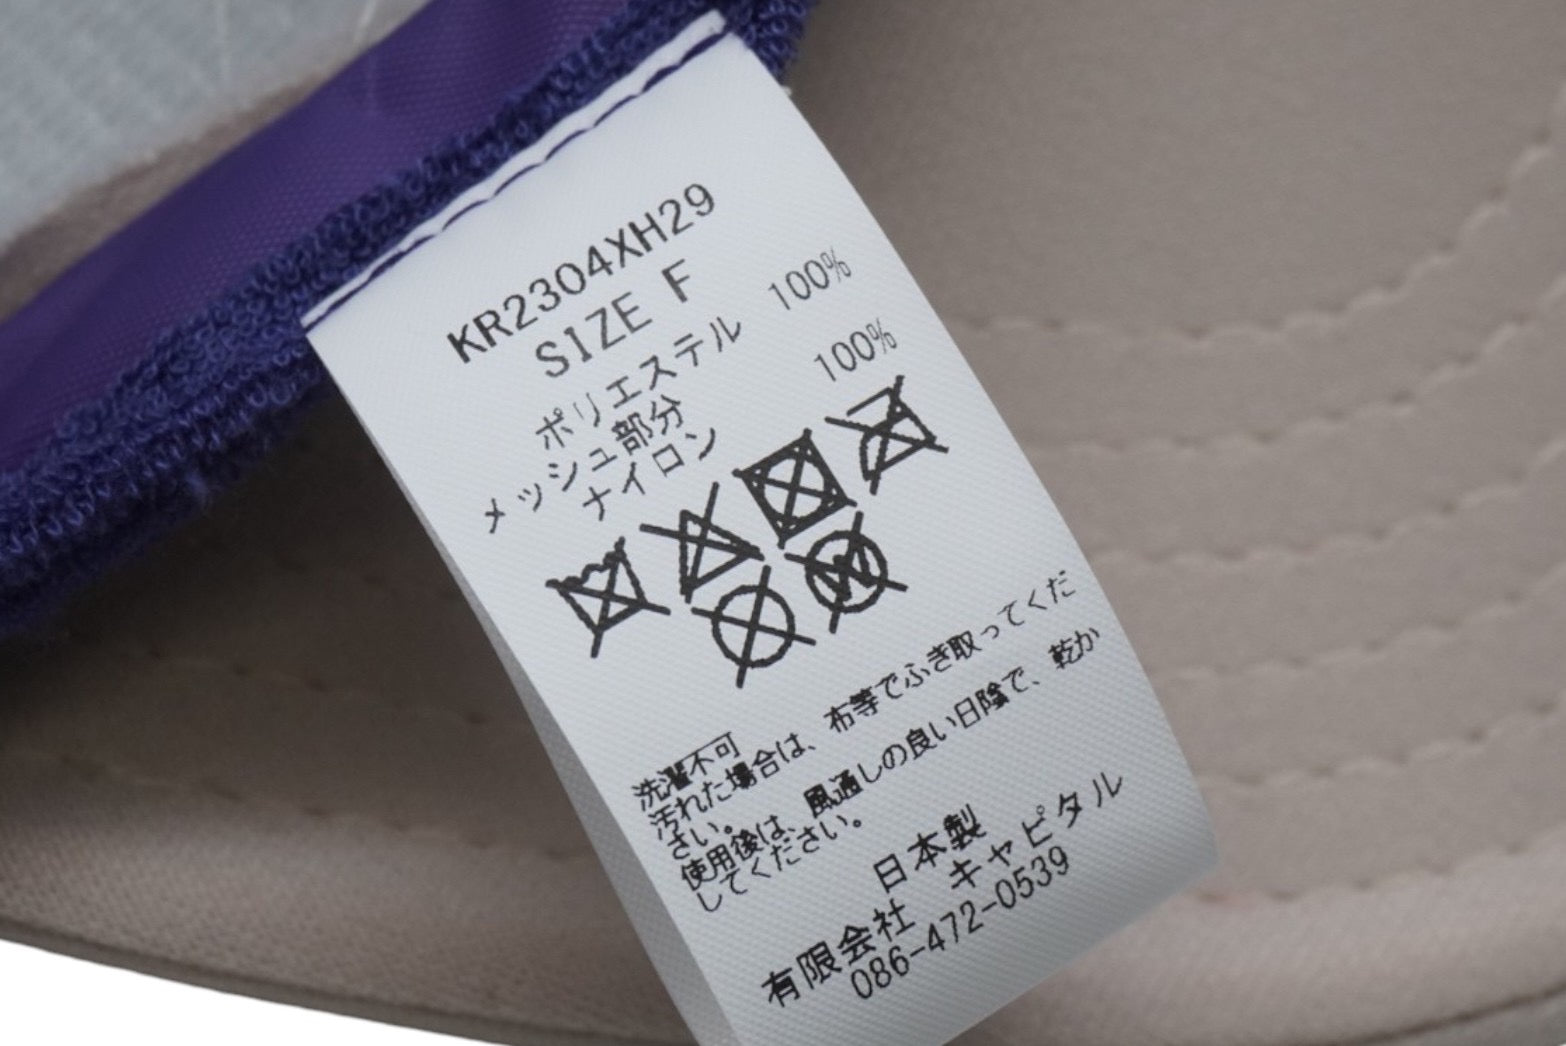 KR2304XH29
SIZE F
ポリエステル 100%
メッシュ部分
ナイロン 100%
W
洗濯不可
汚れた場合は、布等でふき取ってくだ
さい。
使用後は、風通しの良い日陰で、乾か
してください。
日本製
有限会社 キャピタル
086-472-0539